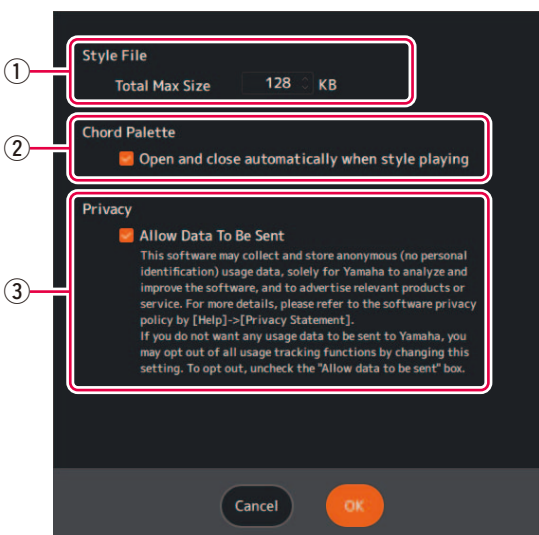 ① Style File
Total Max Size 128 KB
② Chord Palette
Open and close automatically when style playing
Privacy
Allow Data To Be Sent
This software may collect and store anonymous (no personal
identification) usage data, solely for Yamaha to analyze and
improve the software, and to advertise relevant products or
③ service. For more details, please refer to the software privacy
policy by [Help]->[Privacy Statement].
If you do not want any usage data to be sent to Yamaha, you
may opt out of all usage tracking functions by changing this
setting. To opt out, uncheck the "Allow data to be sent" box.
Cancel OK